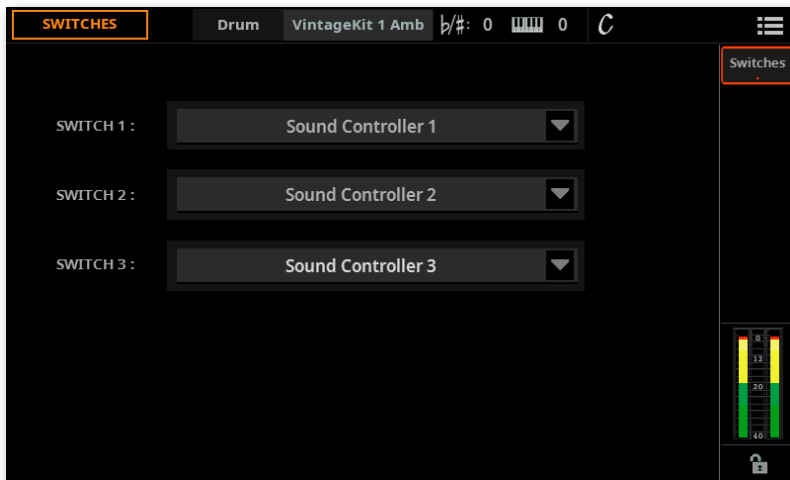 SWITCHES Drum VintageKit 1 Amb ♭/♯: 0 0 C
Switches
SWITCH 1 : Sound Controller 1
SWITCH 2 : Sound Controller 2
SWITCH 3 : Sound Controller 3
0
12
20
40